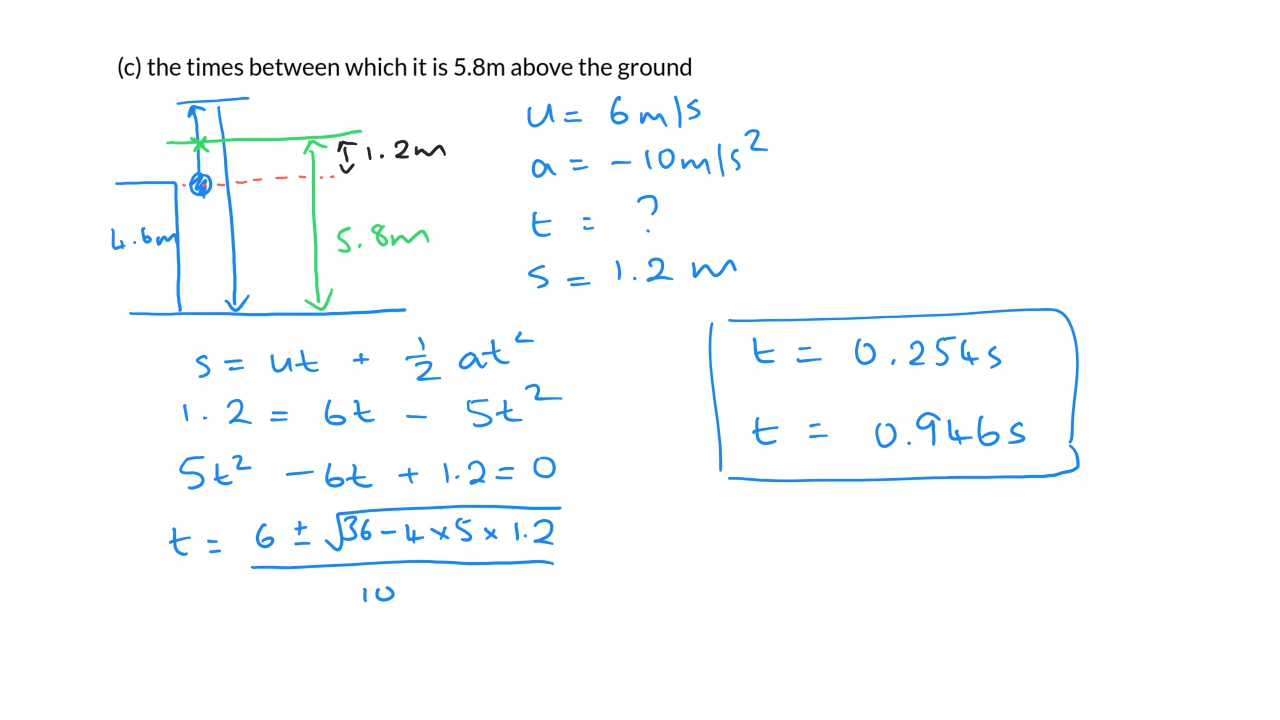 (c) the times between which it is 5.8m above the ground
1.2m
4.6m
5.8m
u = 6m/s
a = -10m/s²
t = ?
s = 1.2 m
s = ut + ½ at²
1.2 = 6t - 5t²
5t² - 6t + 1.2 = 0
t = 6 ± √36 - 4 × 5 × 1.2
10
t = 0.254s
t = 0.946s